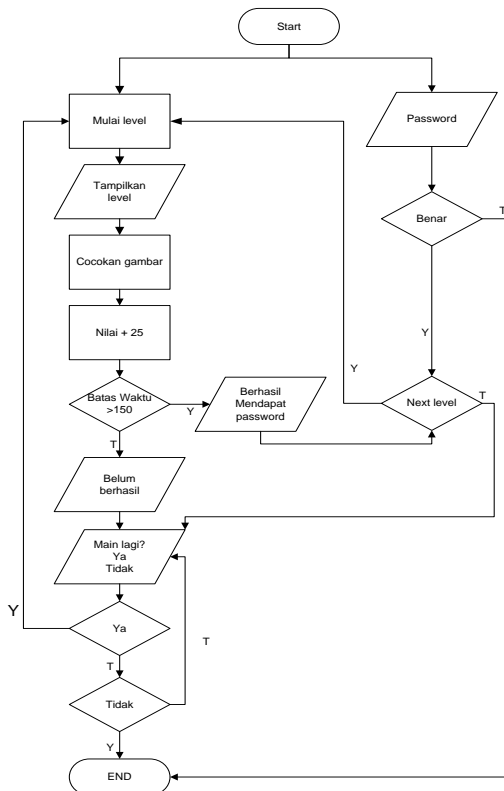 Start
Mulai level
Password
Tampilkan
level
Benar
T
Cocokan gambar
Nilai + 25
Y
Batas Waktu
>150
Y
Berhasil
Mendapat
password
Y
Next level
T
T
Belum
berhasil
Main lagi?
Ya
Tidak
Y
Ya
T
T
Tidak
Y
END